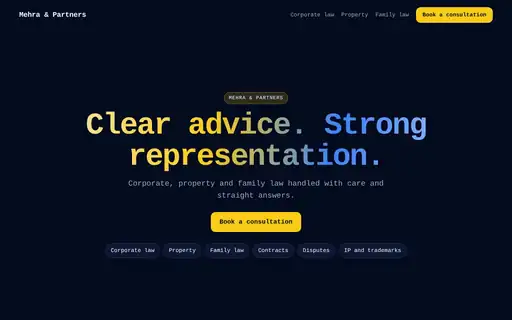 Mehra & Partners
Corporate law Property Family law Book a consultation
MEHRA & PARTNERS
Clear advice. Strong
representation.
Corporate, property and family law handled with care and
straight answers.
Book a consultation
Corporate law Property Family law Contracts Disputes IP and trademarks